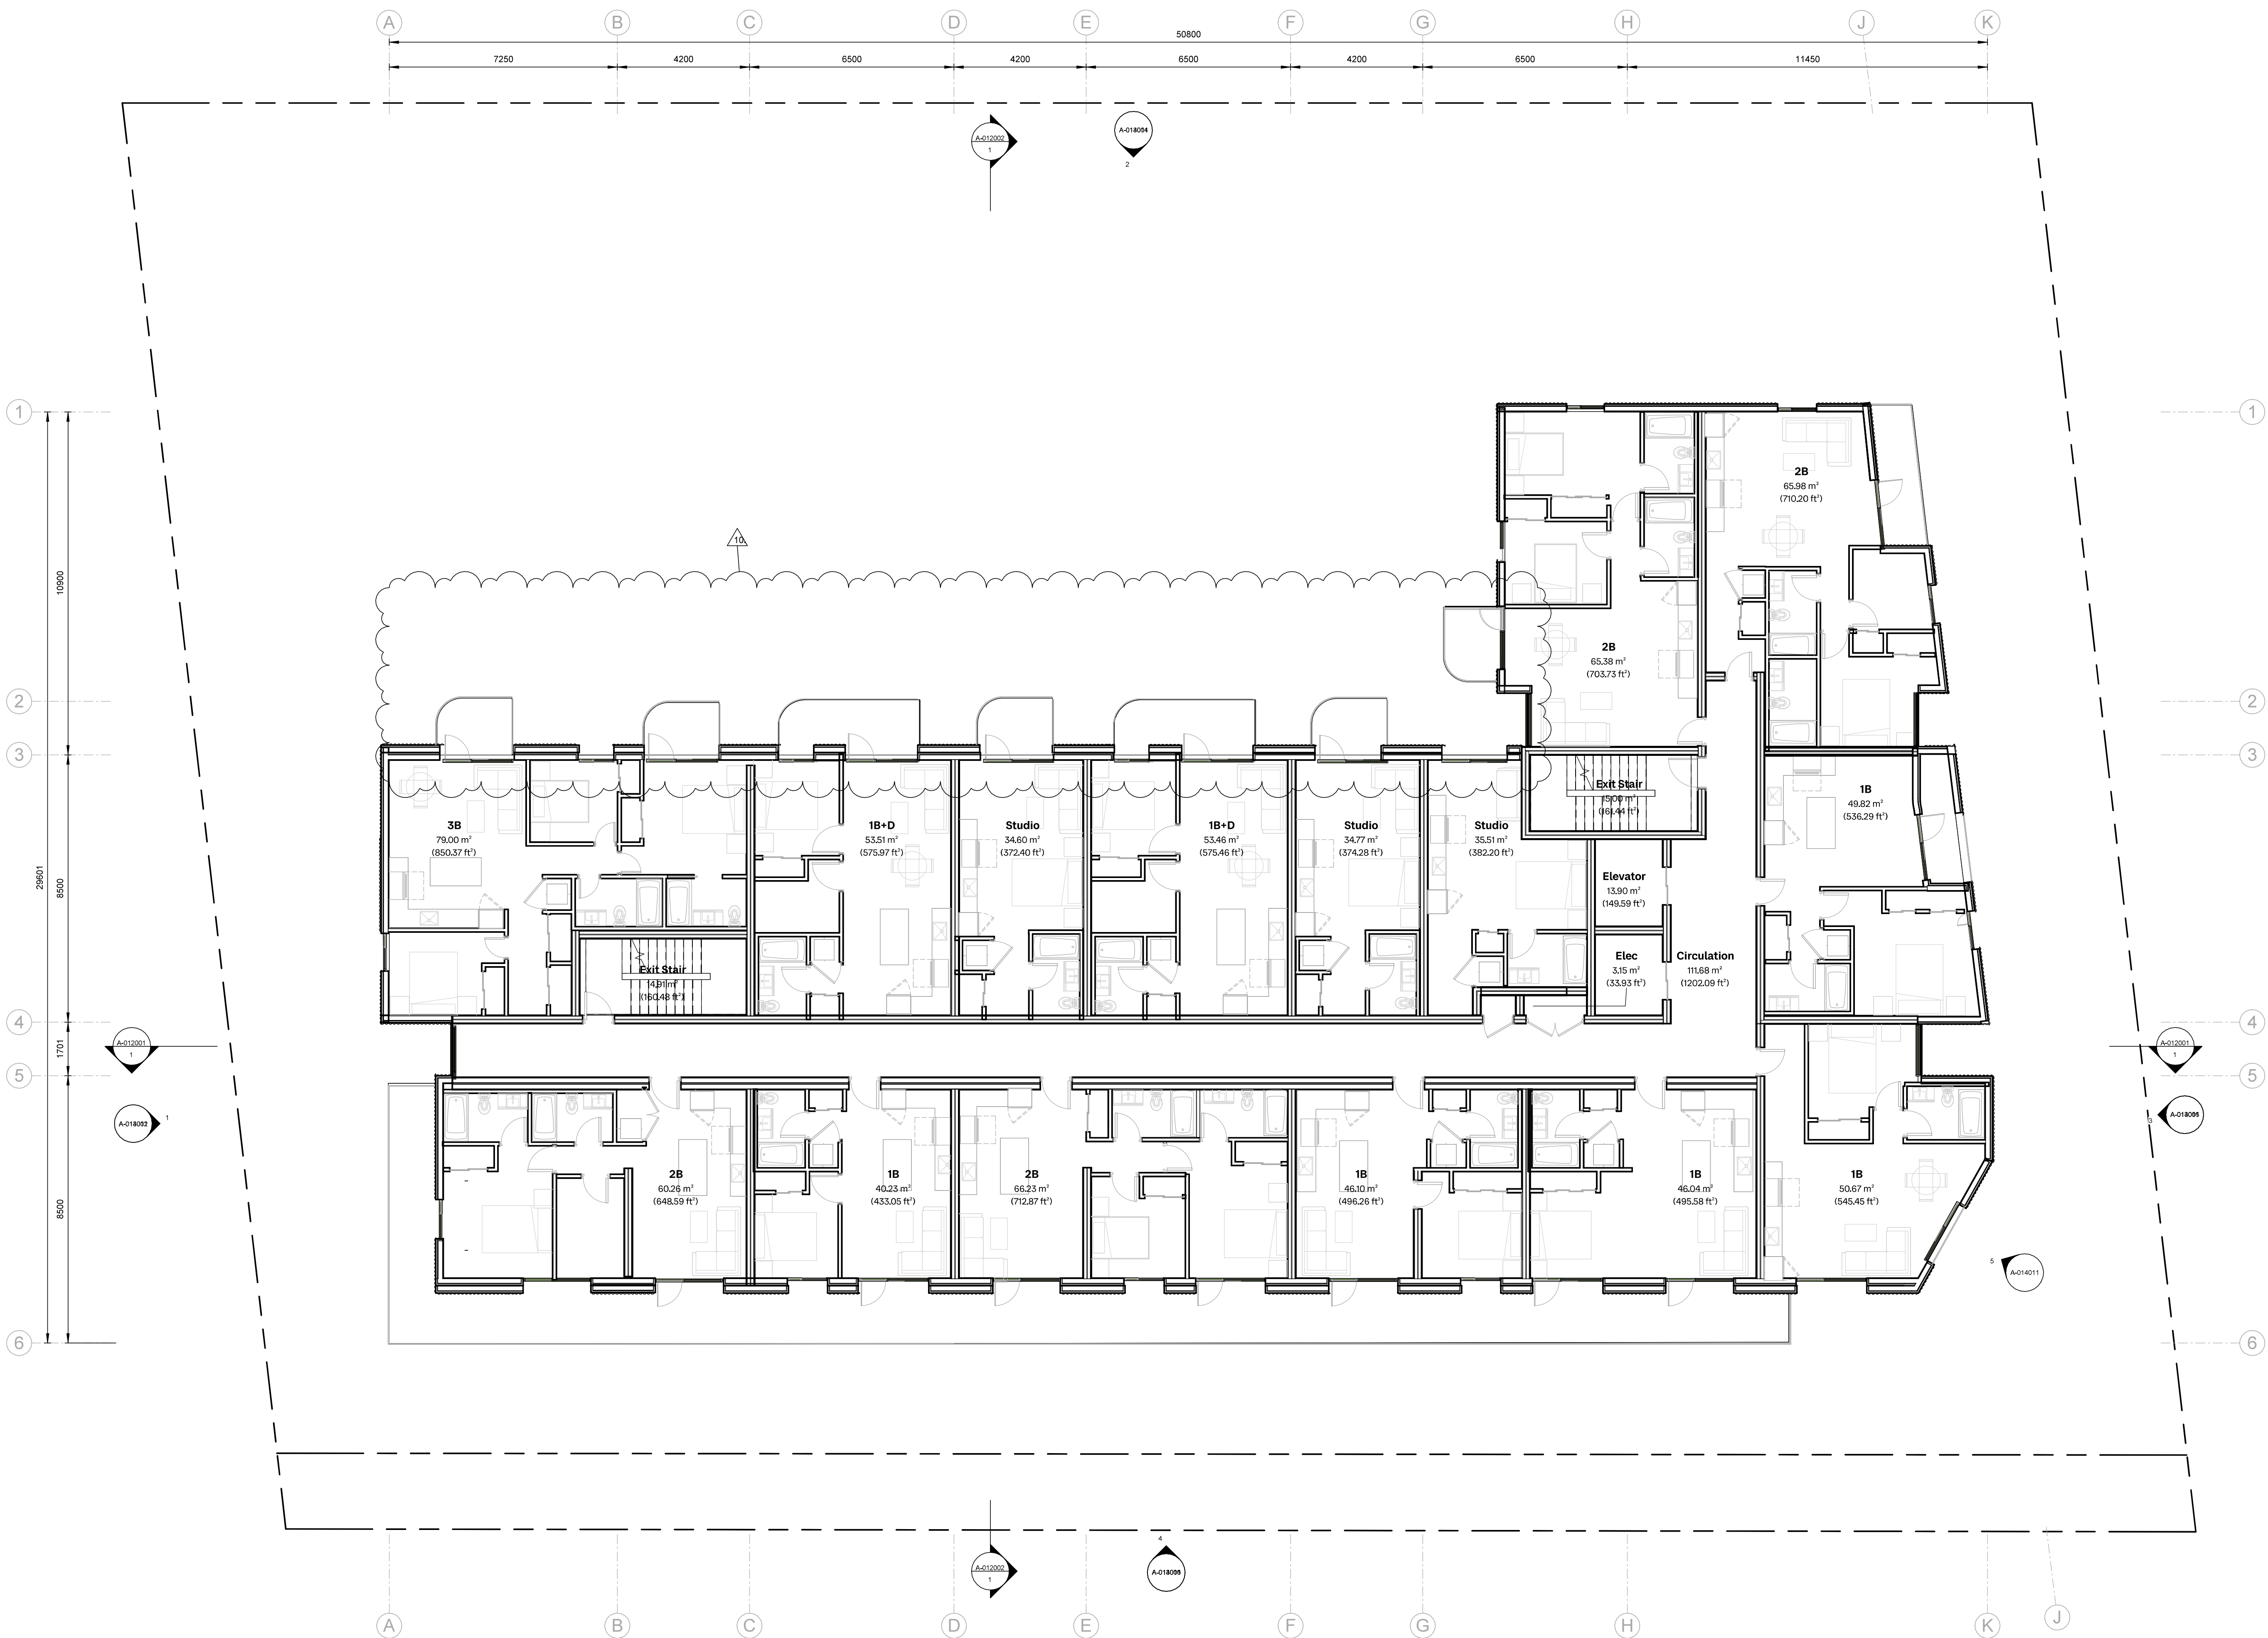 A B C D E F G H J K
50800
7250 4200 6500 4200 6500 4200 6500 11450
A-012002
1
2
1 1
10
2B
65.98 m²
(710.20 ft²)
10900
2B
65.38 m²
(703.73 ft²)
2 2
3 3
Exit Stair
15.00 m²
(161.44 ft²)
1B
49.82 m²
(536.29 ft²)
3B
79.00 m²
(850.37 ft²)
1B+D
53.51 m²
(575.97 ft²)
Studio
34.60 m²
(372.40 ft²)
1B+D
53.46 m²
(575.46 ft²)
Studio
34.77 m²
(374.28 ft²)
Studio
35.51 m²
(382.20 ft²)
29601
8500
Elevator
13.90 m²
(149.59 ft²)
Exit Stair
14.91 m²
(160.48 ft²)
Elec
3.15 m²
(33.93 ft²)
Circulation
111.68 m²
(1202.09 ft²)
4 4
A-012001
1
1701
A-012001
1
5 5
1
3
2B
60.26 m²
(648.59 ft²)
1B
40.23 m²
(433.05 ft²)
2B
66.23 m²
(712.87 ft²)
1B
46.10 m²
(496.26 ft²)
1B
46.04 m²
(495.58 ft²)
1B
50.67 m²
(545.45 ft²)
8500
5
A-014011
6 6
4
A-012002
1
A B C D E F G H K J